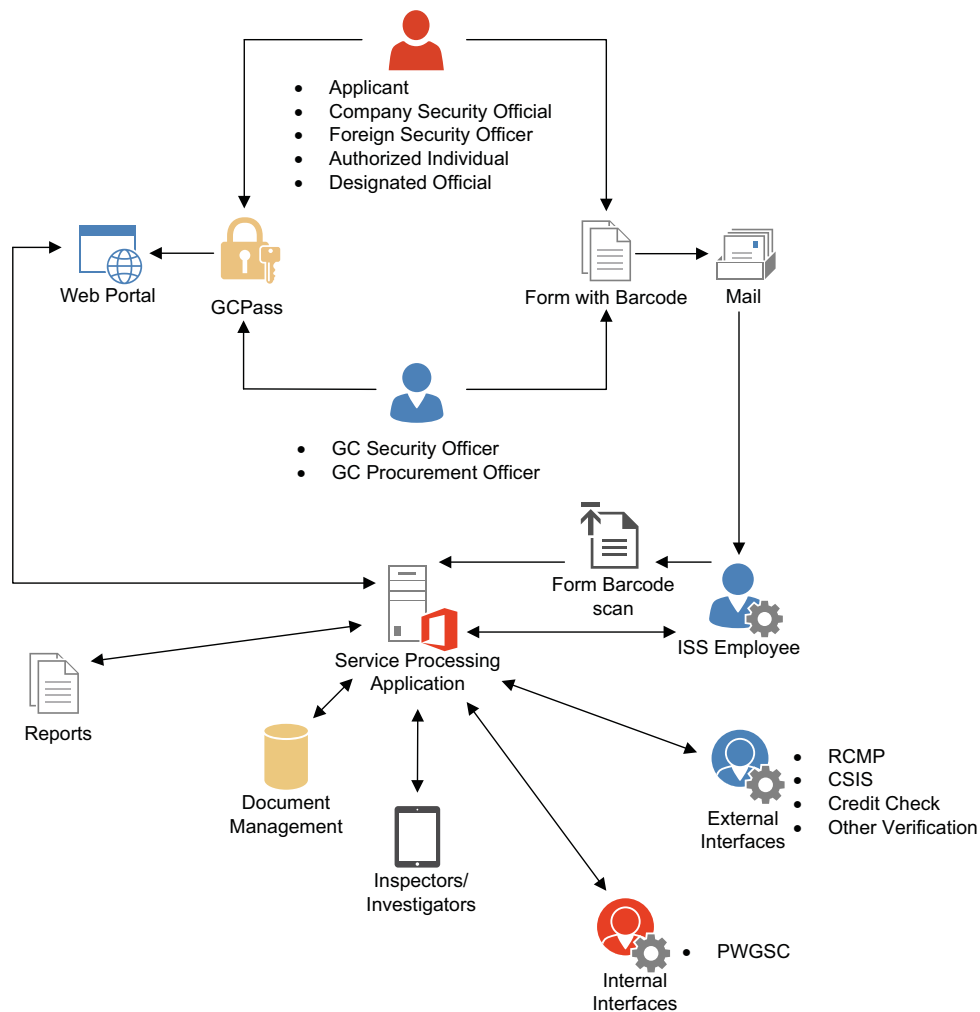 • Applicant
• Company Security Official
• Foreign Security Officer
• Authorized Individual
• Designated Official
Web Portal
GCPass
Form with Barcode
Mail
• GC Security Officer
• GC Procurement Officer
Form Barcode
scan
ISS Employee
Service Processing
Application
Reports
Document
Management
Inspectors/
Investigators
External
Interfaces
• RCMP
• CSIS
• Credit Check
• Other Verification
Internal
Interfaces
• PWGSC